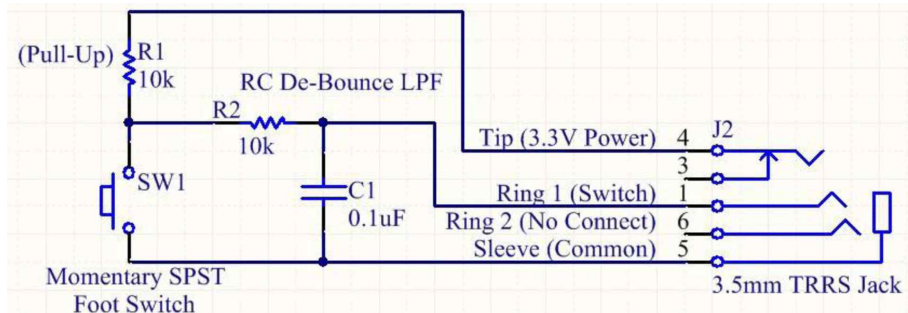 (Pull-Up)
R1
10k
RC De-Bounce LPF
R2
10k
SW1
C1
0.1uF
Momentary SPST
Foot Switch
Tip (3.3V Power) 4 J2
3
Ring 1 (Switch) 1
Ring 2 (No Connect) 6
Sleeve (Common) 5
3.5mm TRRS Jack